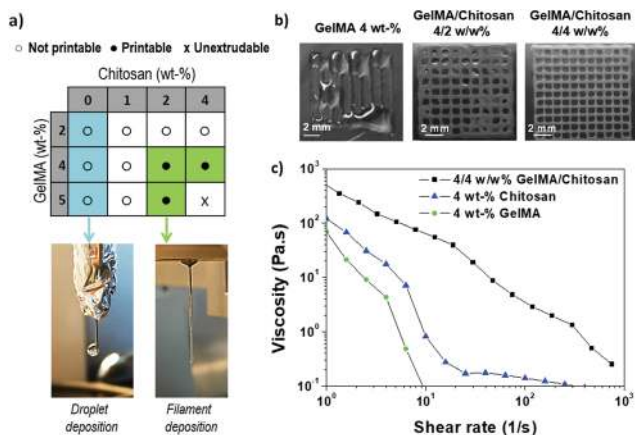 a)
○ Not printable ● Printable x Unextrudable
Chitosan (wt-%)
0 1 2 4
GelMA (wt-%)
2 ○ ○ ○ ○
4 ○ ○ ● ●
5 ○ ○ ● x
Droplet deposition
Filament deposition
b)
GelMA 4 wt-%
GelMA/Chitosan
4/2 w/w%
GelMA/Chitosan
4/4 w/w%
2 mm
2 mm
2 mm
c)
Viscosity (Pa.s)
10³
10²
10¹
10⁰
10⁻¹
4/4 w/w% GelMA/Chitosan
4 wt-% Chitosan
4 wt-% GelMA
10⁰ 10¹ 10² 10³
Shear rate (1/s)